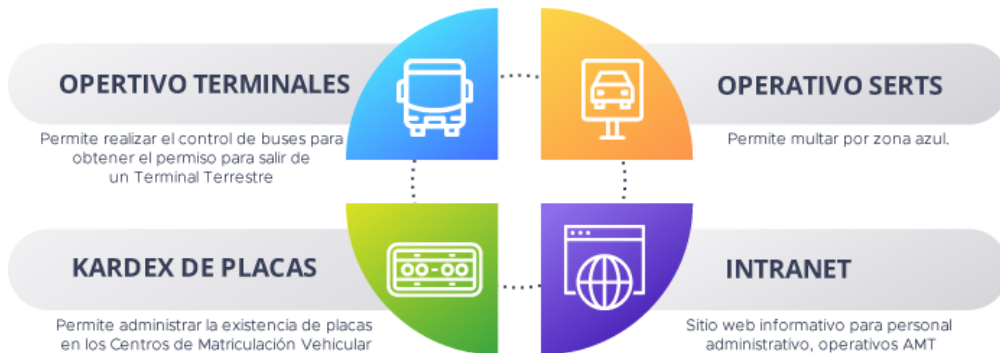 OPERTIVO TERMINALES
Permite realizar el control de buses para
obtener el permiso para salir de
un Terminal Terrestre
OPERATIVO SERTS
Permite multar por zona azul.
KARDEX DE PLACAS
Permite administrar la existencia de placas
en los Centros de Matriculación Vehicular
INTRANET
Sitio web informativo para personal
administrativo, operativos AMT